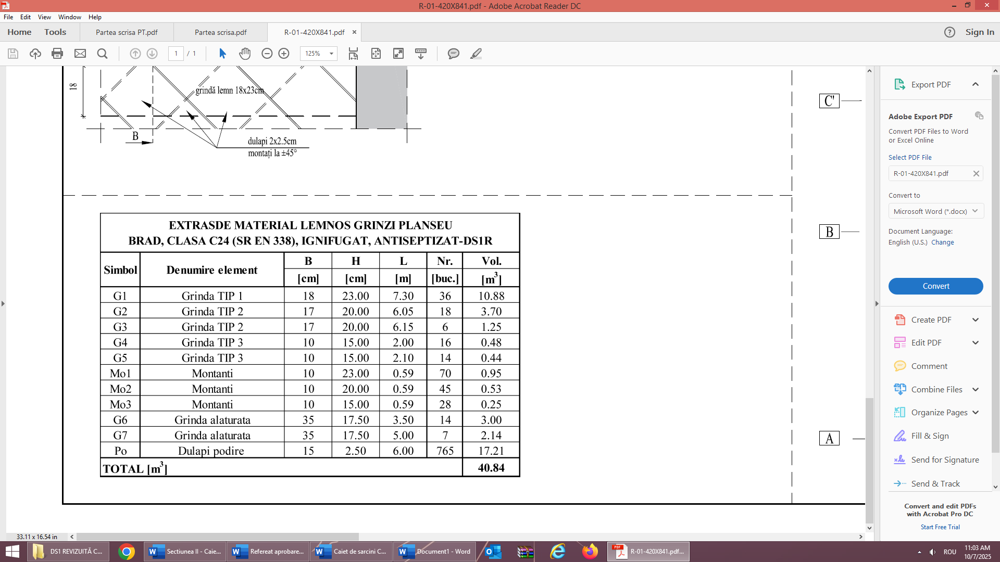 R-01-420X841.pdf - Adobe Acrobat Reader DC
File Edit View Window Help
Home Tools Partea scrisa PT.pdf Partea scrisa.pdf R-01-420X841.pdf × Sign In
1 / 1 125%
18
grindă lemn 18x23cm
B
dulapi 2x2.5cm
montați la ±45°
C'
B
A
EXTRASDE MATERIAL LEMNOS GRINZI PLANSEU
BRAD, CLASA C24 (SR EN 338), IGNIFUGAT, ANTISEPTIZAT-DS1R
Simbol Denumire element B H L Nr. Vol.
[cm] [cm] [m] [buc.] [m³]
G1 Grinda TIP 1 18 23.00 7.30 36 10.88
G2 Grinda TIP 2 17 20.00 6.05 18 3.70
G3 Grinda TIP 2 17 20.00 6.15 6 1.25
G4 Grinda TIP 3 10 15.00 2.00 16 0.48
G5 Grinda TIP 3 10 15.00 2.10 14 0.44
Mo1 Montanti 10 23.00 0.59 70 0.95
Mo2 Montanti 10 20.00 0.59 45 0.53
Mo3 Montanti 10 15.00 0.59 28 0.25
G6 Grinda alaturata 35 17.50 3.50 14 3.00
G7 Grinda alaturata 35 17.50 5.00 7 2.14
Po Dulapi podire 15 2.50 6.00 765 17.21
TOTAL [m³] 40.84
33.11 x 16.54 in
Export PDF
Adobe Export PDF
Convert PDF Files to Word
or Excel Online
Select PDF File
R-01-420X841.pdf
Convert to
Microsoft Word (*.docx)
Document Language:
English (U.S.) Change
Convert
Create PDF
Edit PDF
Comment
Combine Files
Organize Pages
Fill & Sign
Send for Signature
Send & Track
Convert and edit PDFs
with Acrobat Pro DC
Start Free Trial
DS1 REVIZUITĂ C... Sectiunea II - Caie... Refereat aprobare... Caiet de sarcini C... Document1 - Word R-01-420X841.pdf... ROU 11:03 AM
10/7/2025